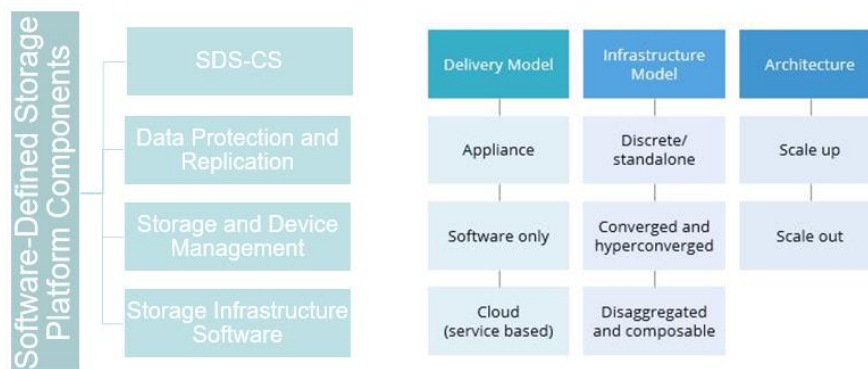 Software-Defined Storage
Platform Components
SDS-CS
Data Protection and
Replication
Storage and Device
Management
Storage Infrastructure
Software
Delivery Model
Appliance
Software only
Cloud
(service based)
Infrastructure
Model
Discrete/
standalone
Converged and
hyperconverged
Disaggregated
and composable
Architecture
Scale up
Scale out